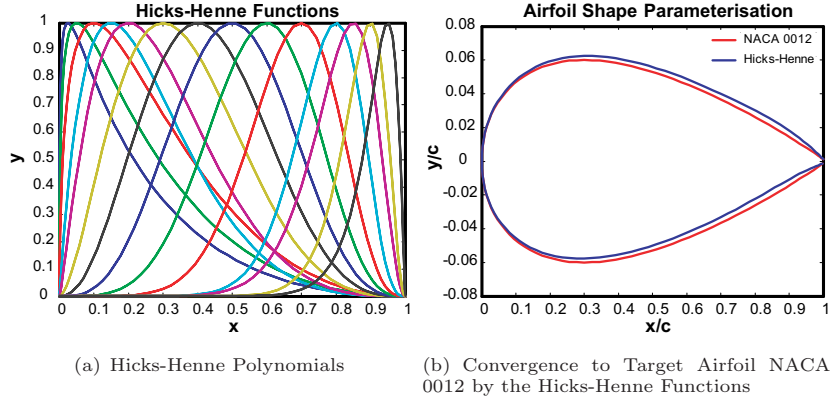 Hicks-Henne Functions
1
0.9
0.8
0.7
0.6
0.5
0.4
0.3
0.2
0.1
0
y
0 0.1 0.2 0.3 0.4 0.5 0.6 0.7 0.8 0.9 1
x
(a) Hicks-Henne Polynomials
Airfoil Shape Parameterisation
0.08
0.06
0.04
0.02
0
-0.02
-0.04
-0.06
-0.08
y/c
NACA 0012
Hicks-Henne
0 0.1 0.2 0.3 0.4 0.5 0.6 0.7 0.8 0.9 1
x/c
(b) Convergence to Target Airfoil NACA
0012 by the Hicks-Henne Functions